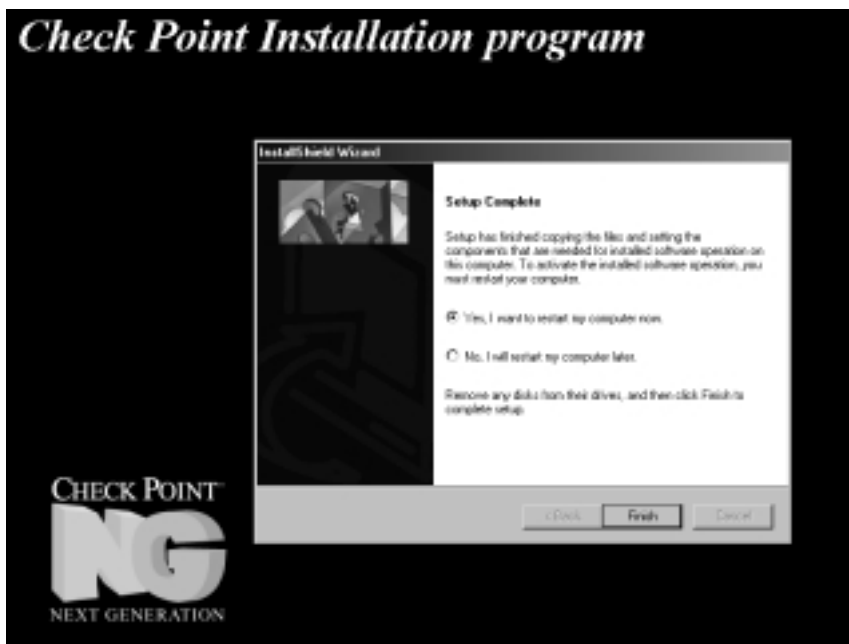 Check Point Installation program
InstallShield Wizard
Setup Complete
Setup has finished copying the files and setting the
components that are needed for installed software operation on
this computer. To activate the installed software operation, you
must restart your computer.
Yes, I want to restart my computer now.
No, I will restart my computer later.
Remove any disks from their drives, and then click Finish to
complete setup.
< Back
Finish
Cancel
CHECK POINT
NG
NEXT GENERATION